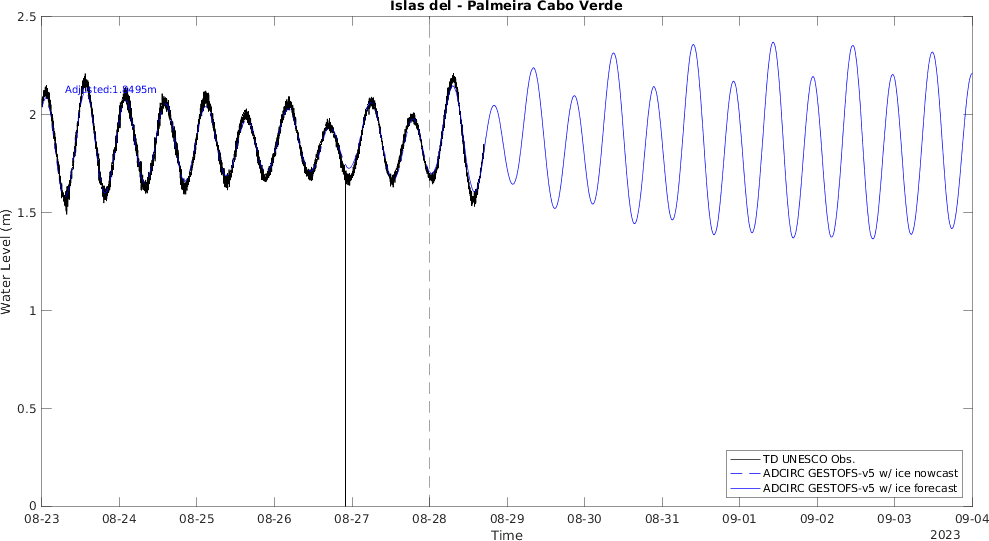 Islas del - Palmeira Cabo Verde
2.5
2
1.5
1
0.5
0
Water Level (m)
Adjusted:1.8495m
TD UNESCO Obs.
ADCIRC GESTOFS-v5 w/ ice nowcast
ADCIRC GESTOFS-v5 w/ ice forecast
08-23 08-24 08-25 08-26 08-27 08-28 08-29 08-30 08-31 09-01 09-02 09-03 09-04
Time
2023